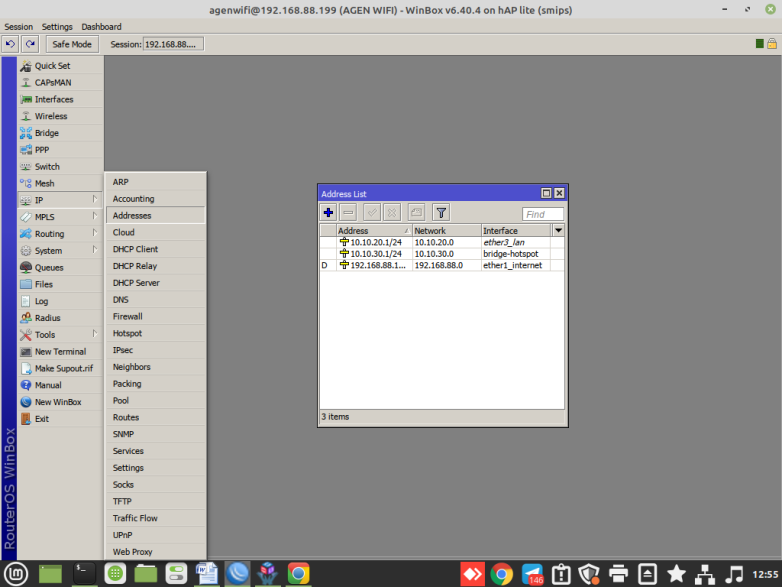 agenwifi@192.168.88.199 (AGEN WIFI) - WinBox v6.40.4 on hAP lite (smips)
Session Settings Dashboard
Safe Mode Session: 192.168.88....
Quick Set
CAPsMAN
Interfaces
Wireless
Bridge
PPP
Switch
Mesh
IP
MPLS
Routing
System
Queues
Files
Log
Radius
Tools
New Terminal
Make Supout.rif
Manual
New WinBox
Exit
RouterOS WinBox
ARP
Accounting
Addresses
Cloud
DHCP Client
DHCP Relay
DHCP Server
DNS
Firewall
Hotspot
IPsec
Neighbors
Packing
Pool
Routes
SNMP
Services
Settings
Socks
TFTP
Traffic Flow
UPnP
Web Proxy
Address List
Find
Address Network Interface
10.10.20.1/24 10.10.20.0 ether3_lan
10.10.30.1/24 10.10.30.0 bridge-hotspot
D 192.168.88.1... 192.168.88.0 ether1_internet
3 items
146
12:55